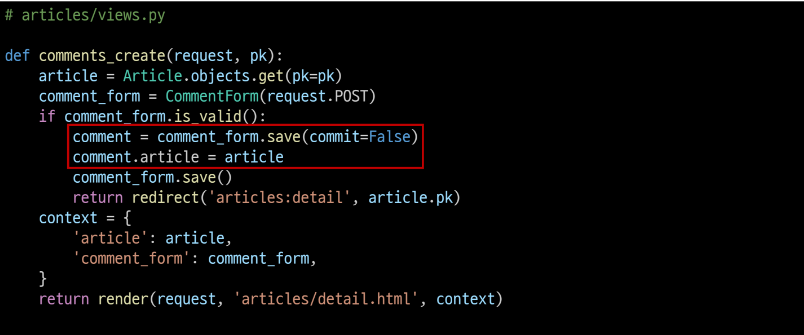 # articles/views.py
def comments_create(request, pk):
    article = Article.objects.get(pk=pk)
    comment_form = CommentForm(request.POST)
    if comment_form.is_valid():
        comment = comment_form.save(commit=False)
        comment.article = article
        comment_form.save()
        return redirect('articles:detail', article.pk)
    context = {
        'article': article,
        'comment_form': comment_form,
    }
    return render(request, 'articles/detail.html', context)